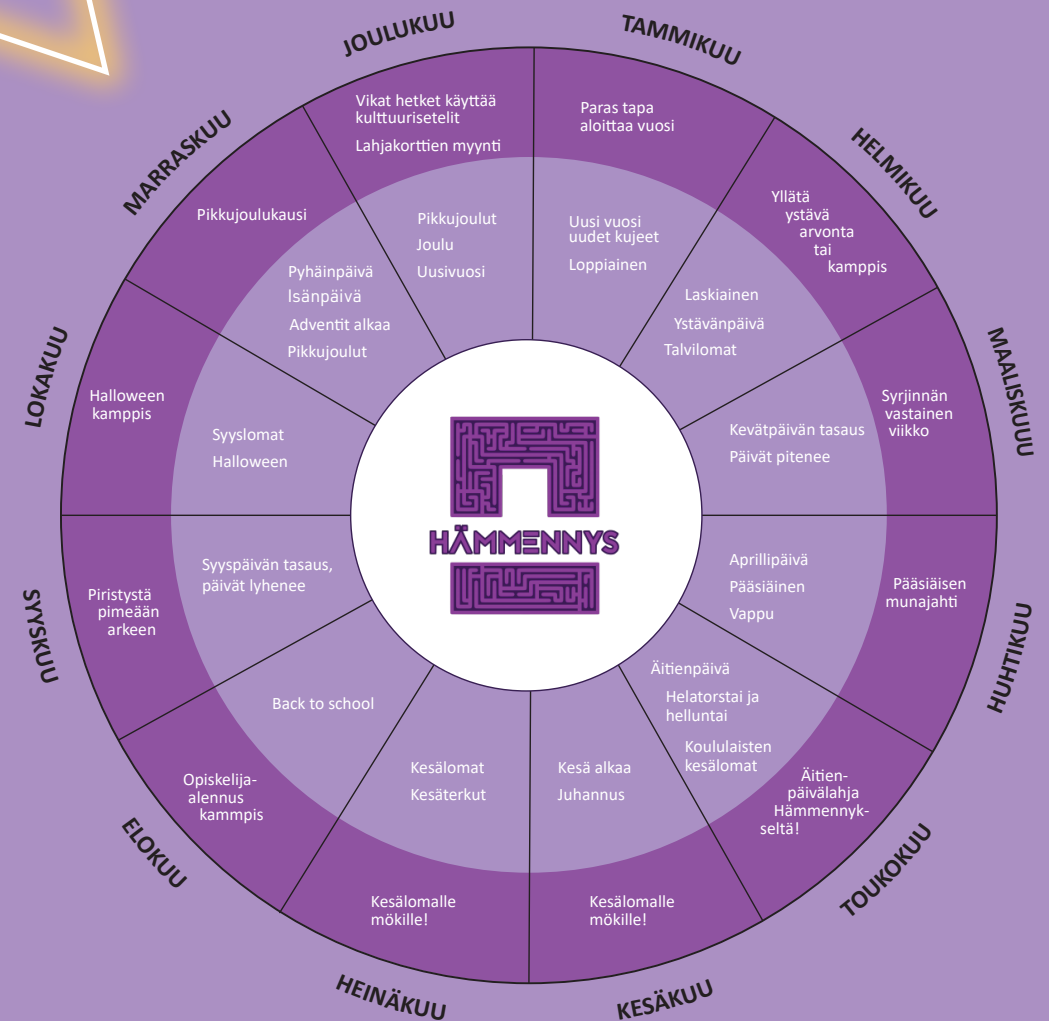 JOULUKUU
Vikat hetket käyttää
kulttuurisetelit
Lahjakorttien myynti
Pikkujoulut
Joulu
Uusivuosi
TAMMIKUU
Paras tapa
aloittaa vuosi
Uusi vuosi
uudet kujeet
Loppiainen
HELMIKUU
Yllätä
ystävä
arvonta
tai
kamppis
Laskiainen
Ystävänpäivä
Talvilomat
MAALISKUUU
Syrjinnän
vastainen
viikko
Kevätpäivän tasaus
Päivät pitenee
HUHTIKUU
Pääsiäisen
munajahti
Aprillipäivä
Pääsiäinen
Vappu
TOUKOKUU
Äitien-
päivälahja
Hämmennyk-
seltä!
Äitienpäivä
Helatorstai ja
helluntai
Koululaisten
kesälomat
KESÄKUU
Kesälomalle
mökille!
Kesä alkaa
Juhannus
HEINÄKUU
Kesälomalle
mökille!
Kesälomat
Kesäterkut
ELOKUU
Opiskelija-
alennus
kammpis
Back to school
SYYSKUU
Piristystä
pimeään
arkeen
Syyspäivän tasaus,
päivät lyhenee
LOKAKUU
Halloween
kamppis
Syyslomat
Halloween
MARRASKUU
Pikkujoulukausi
Pyhäinpäivä
Isänpäivä
Adventit alkaa
Pikkujoulut
HÄMMENNYS